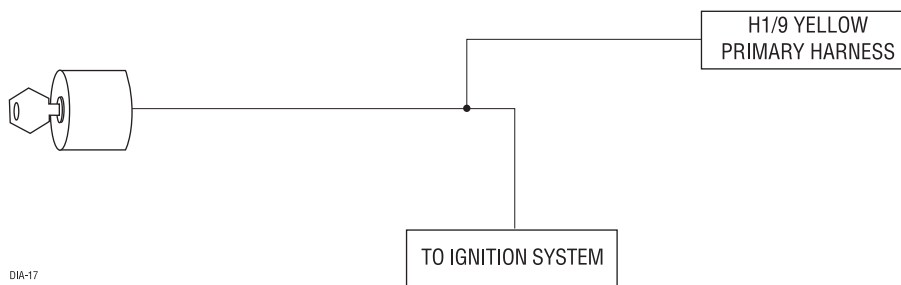 H1/9 YELLOW
PRIMARY HARNESS
TO IGNITION SYSTEM
DIA-17